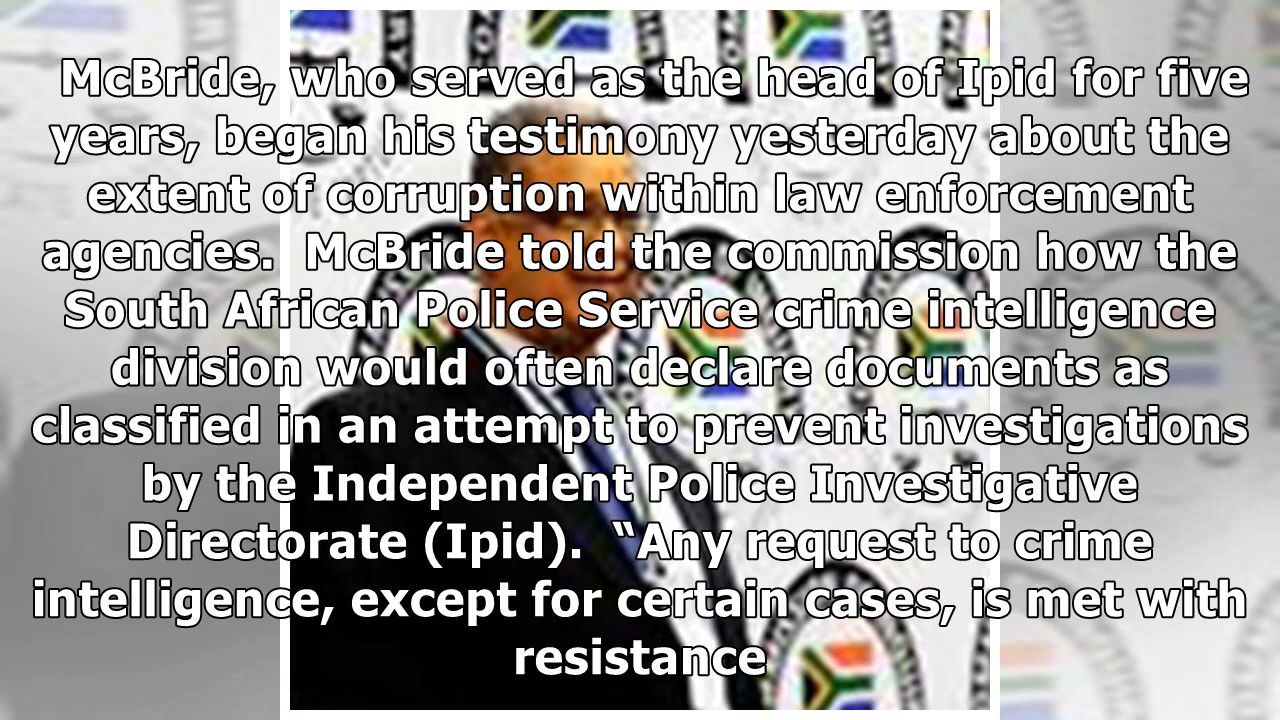 McBride, who served as the head of Ipid for five
years, began his testimony yesterday about the
extent of corruption within law enforcement
agencies.  McBride told the commission how the
South African Police Service crime intelligence
division would often declare documents as
classified in an attempt to prevent investigations
by the Independent Police Investigative
Directorate (Ipid).   “Any request to crime
intelligence, except for certain cases, is met with
resistance